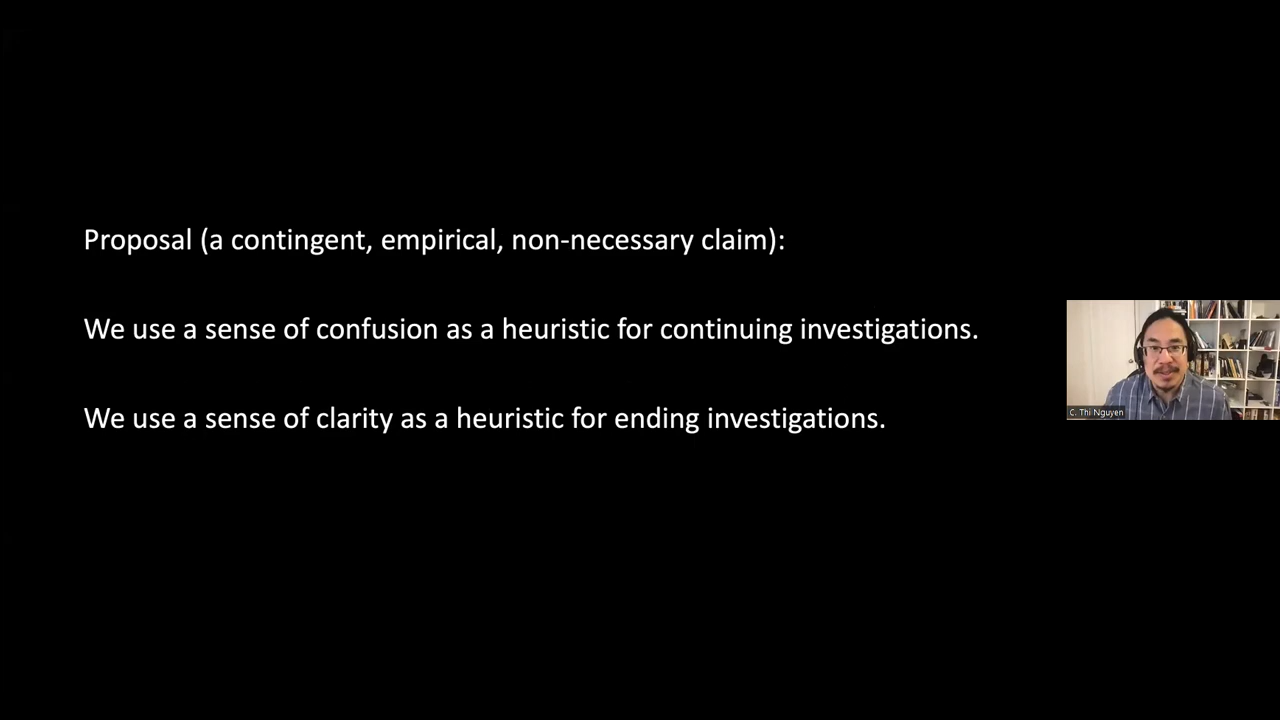 Proposal (a contingent, empirical, non-necessary claim):
We use a sense of confusion as a heuristic for continuing investigations.
We use a sense of clarity as a heuristic for ending investigations.
C. Thi Nguyen